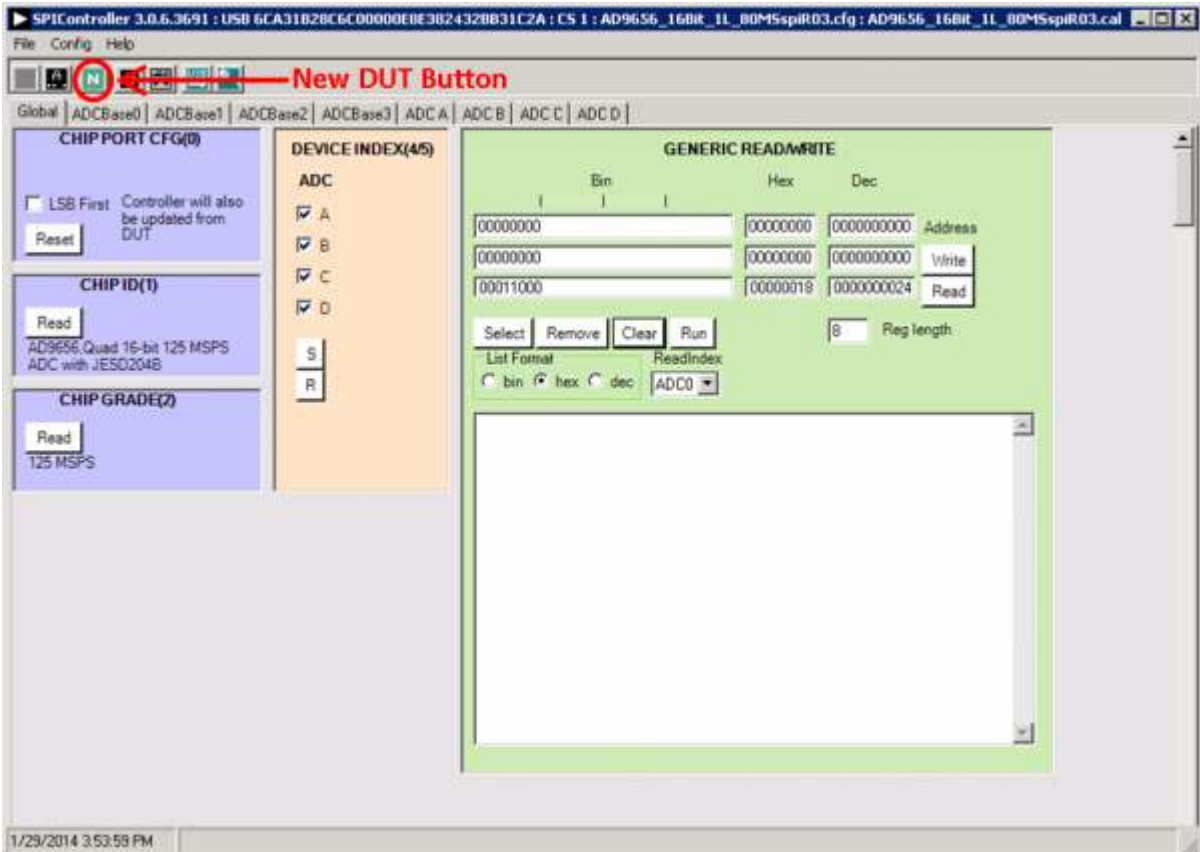 SPIController 3.0.6.3691 : USB 6CA31B28C6C00000E8E3824328B31C2A : CS 1 : AD9656_16Bit_1L_80MSspiR03.cfg : AD9656_16Bit_1L_80MSspiR03.cal
File Config Help
N
New DUT Button
Global ADCBase0 ADCBase1 ADCBase2 ADCBase3 ADC A ADC B ADC C ADC D
CHIP PORT CFG(0)
LSB First
Controller will also
be updated from
DUT
Reset
CHIP ID(1)
Read
AD9656,Quad 16-bit 125 MSPS
ADC with JESD204B
CHIP GRADE(2)
Read
125 MSPS
DEVICE INDEX(4/5)
ADC
A
B
C
D
S
R
GENERIC READ/WRITE
Bin Hex Dec
00000000 00000000 0000000000 Address
00000000 00000000 0000000000 Write
00011000 00000018 0000000024 Read
Select Remove Clear Run 8 Reg length
List Format ReadIndex
bin hex dec ADC0
1/29/2014 3:53:59 PM